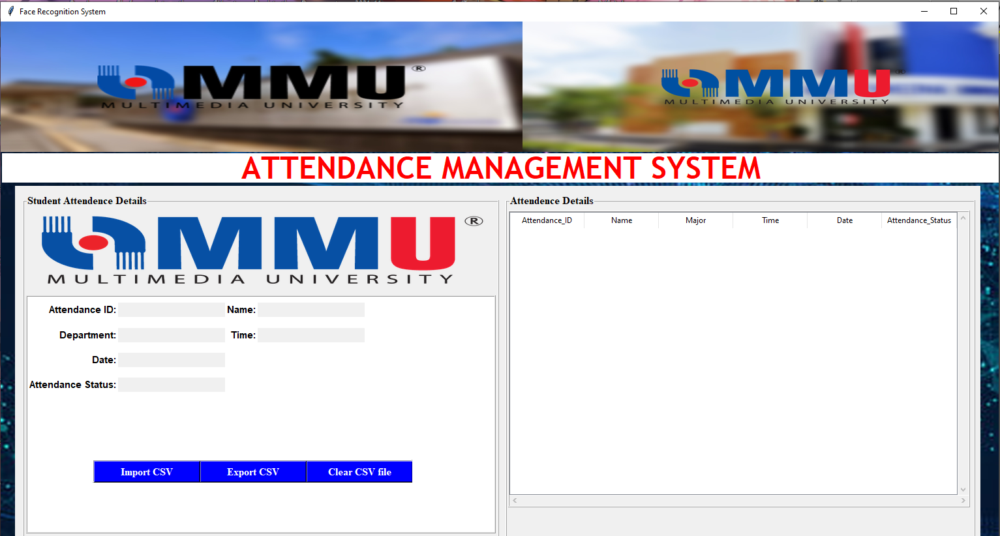 Face Recognition System
MMU®
MULTIMEDIA UNIVERSITY
MMU®
MULTIMEDIA UNIVERSITY
ATTENDANCE MANAGEMENT SYSTEM
Student Attendence Details
MMU®
MULTIMEDIA UNIVERSITY
Attendance ID: Name:
Department: Time:
Date:
Attendance Status:
Import CSV Export CSV Clear CSV file
Attendence Details
Attendance_ID Name Major Time Date Attendance_Status